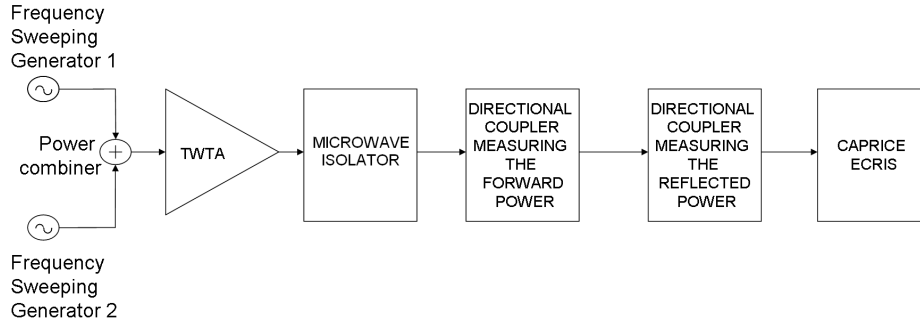 Frequency
Sweeping
Generator 1
Power
combiner
TWTA
MICROWAVE
ISOLATOR
DIRECTIONAL
COUPLER
MEASURING
THE
FORWARD
POWER
DIRECTIONAL
COUPLER
MEASURING
THE
REFLECTED
POWER
CAPRICE
ECRIS
Frequency
Sweeping
Generator 2